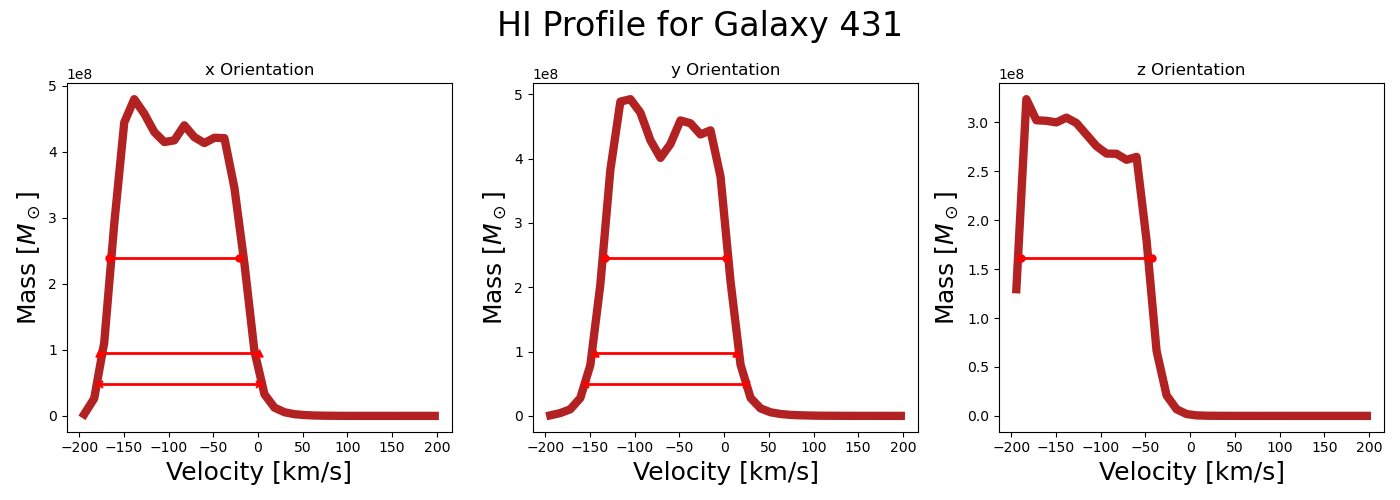 HI Profile for Galaxy 431
x Orientation
1e8
Mass [M_⊙]
5
4
3
2
1
0
−200 −150 −100 −50 0 50 100 150 200
Velocity [km/s]
y Orientation
1e8
Mass [M_⊙]
5
4
3
2
1
0
−200 −150 −100 −50 0 50 100 150 200
Velocity [km/s]
z Orientation
1e8
Mass [M_⊙]
3.0
2.5
2.0
1.5
1.0
0.5
0.0
−200 −150 −100 −50 0 50 100 150 200
Velocity [km/s]